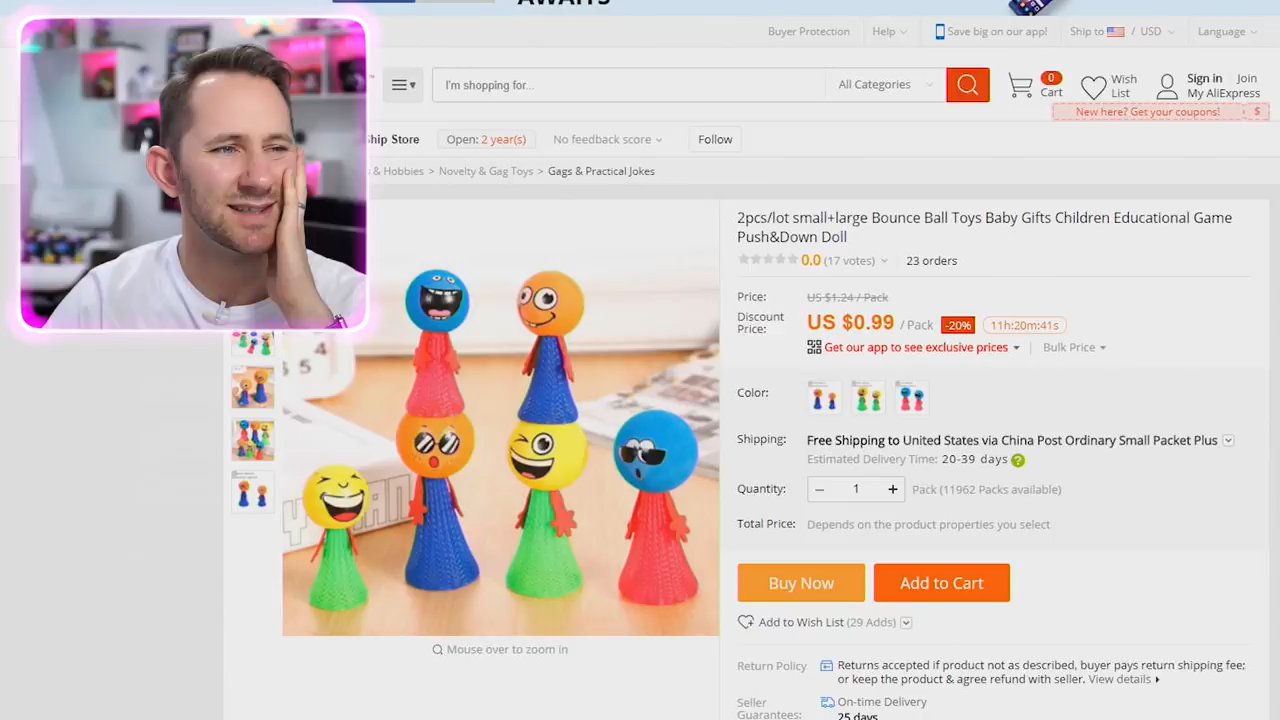 AWAITS
Buyer Protection
Help
Save big on our app!
Ship to / USD
Language
I'm shopping for...
All Categories
0
Cart
Wish
List
Sign in Join
My AliExpress
New here? Get your coupons! $
Ship Store
Open: 2 year(s)
No feedback score
Follow
& Hobbies > Novelty & Gag Toys > Gags & Practical Jokes
2pcs/lot small+large Bounce Ball Toys Baby Gifts Children Educational Game
Push&Down Doll
0.0 (17 votes) 23 orders
Price: US $1.24 / Pack
Discount
Price: US $0.99 / Pack -20% 11h:20m:41s
Get our app to see exclusive prices Bulk Price
Color:
Shipping: Free Shipping to United States via China Post Ordinary Small Packet Plus
Estimated Delivery Time: 20-39 days ?
Quantity: − 1 + Pack (11962 Packs available)
Total Price: Depends on the product properties you select
Buy Now
Add to Cart
Add to Wish List (29 Adds)
Mouse over to zoom in
Return Policy Returns accepted if product not as described, buyer pays return shipping fee:
or keep the product & agree refund with seller. View details
Seller
Guarantees: On-time Delivery
25 days